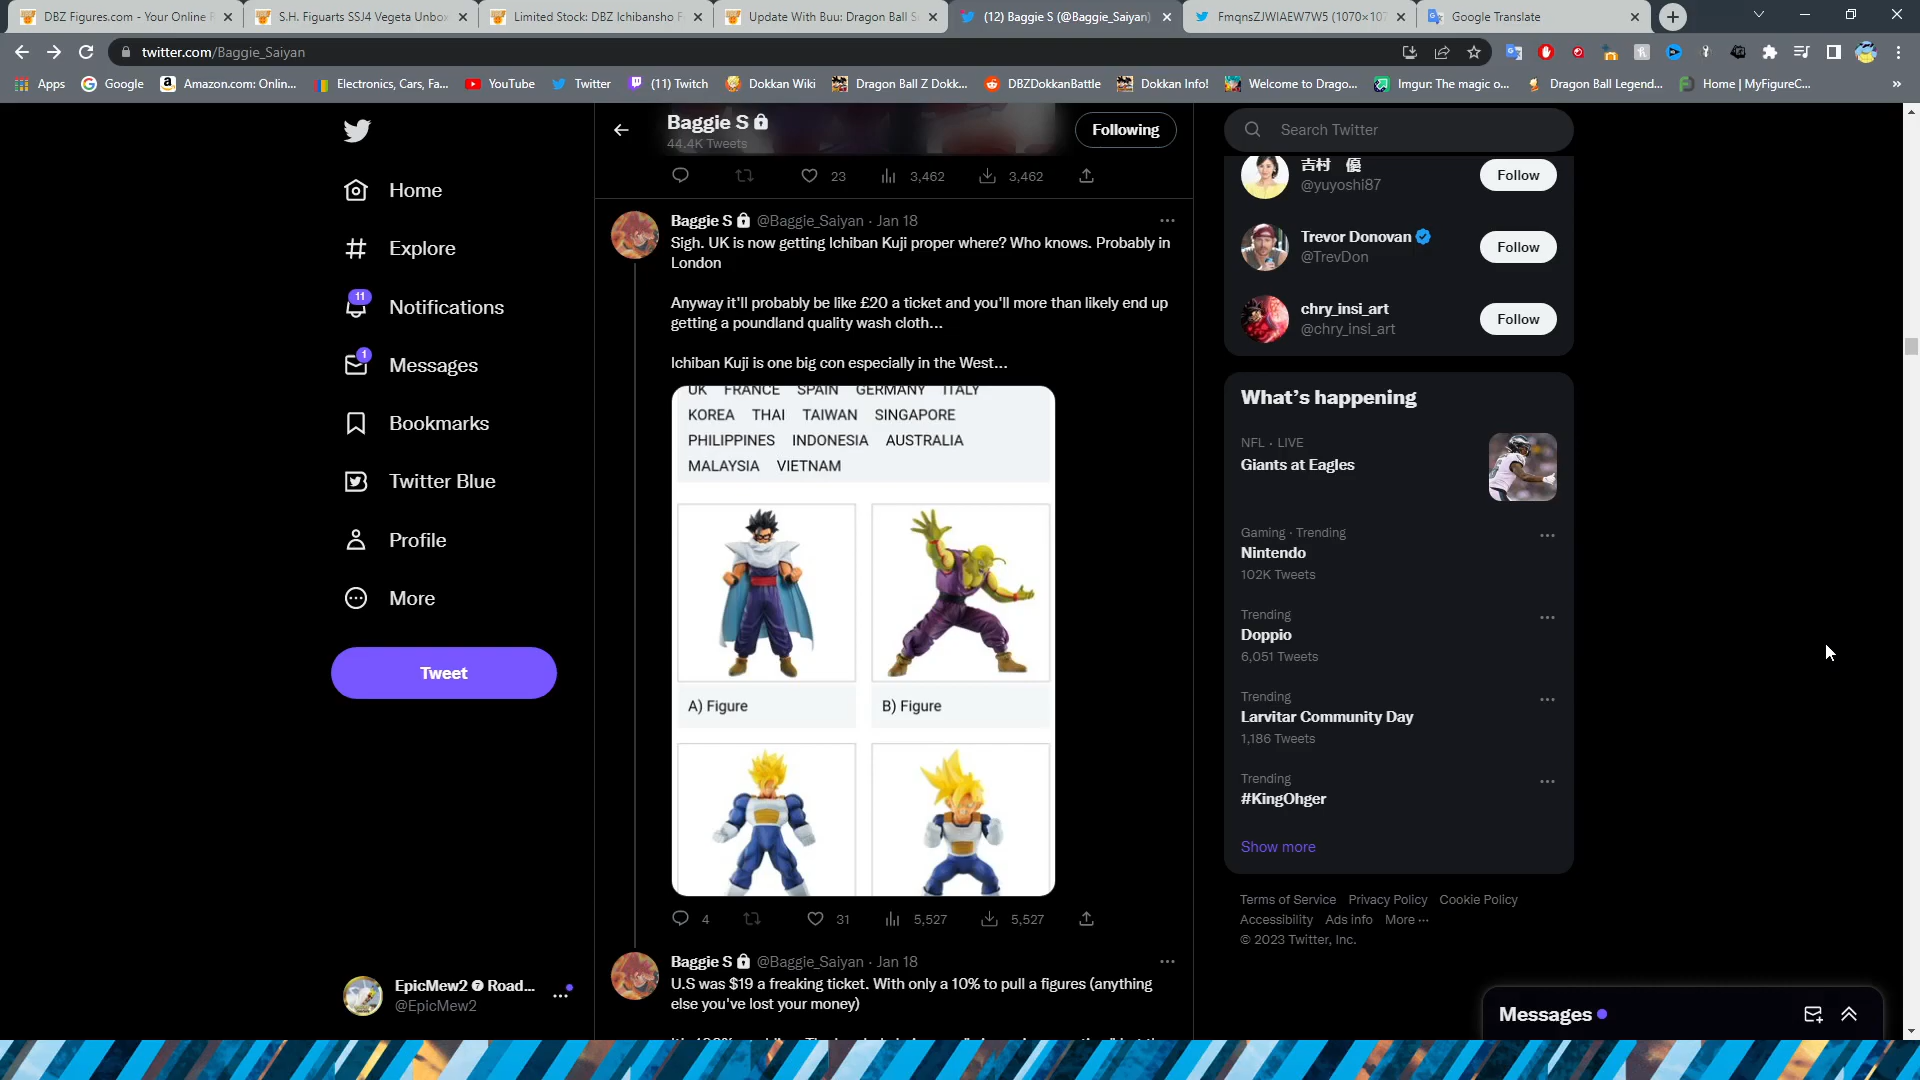 DBZ Figures.com - Your Online F
S.H. Figuarts SSJ4 Vegeta Unbo
Limited Stock: DBZ Ichibansho F
Update With Buu: Dragon Ball S
(12) Baggie S (@Baggie_Saiyan)
FmqnsZJWIAEW7W5 (1070×107
Google Translate
twitter.com/Baggie_Saiyan
Apps
Google
Amazon.com: Onlin...
Electronics, Cars, Fa...
YouTube
Twitter
(11) Twitch
Dokkan Wiki
Dragon Ball Z Dokk...
DBZDokkanBattle
Dokkan Info!
Welcome to Drago...
Imgur: The magic o...
Dragon Ball Legend...
Home | MyFigureC...
Home
Explore
11
Notifications
1
Messages
Bookmarks
Twitter Blue
Profile
More
Tweet
EpicMew2 Road...
@EpicMew2
Baggie S
44.4K Tweets
Following
23
3,462
3,462
Baggie S @Baggie_Saiyan · Jan 18
Sigh. UK is now getting Ichiban Kuji proper where? Who knows. Probably in
London
Anyway it'll probably be like £20 a ticket and you'll more than likely end up
getting a poundland quality wash cloth...
Ichiban Kuji is one big con especially in the West...
UK FRANCE SPAIN GERMANY ITALY
KOREA THAI TAIWAN SINGAPORE
PHILIPPINES INDONESIA AUSTRALIA
MALAYSIA VIETNAM
A) Figure
B) Figure
4
31
5,527
5,527
Baggie S @Baggie_Saiyan · Jan 18
U.S was $19 a freaking ticket. With only a 10% to pull a figures (anything
else you've lost your money)
Search Twitter
吉村 優
@yuyoshi87
Follow
Trevor Donovan
@TrevDon
Follow
chry_insi_art
@chry_insi_art
Follow
What's happening
NFL · LIVE
Giants at Eagles
Gaming · Trending
Nintendo
102K Tweets
Trending
Doppio
6,051 Tweets
Trending
Larvitar Community Day
1,186 Tweets
Trending
#KingOhger
Show more
Terms of Service Privacy Policy Cookie Policy
Accessibility Ads info More ···
© 2023 Twitter, Inc.
Messages